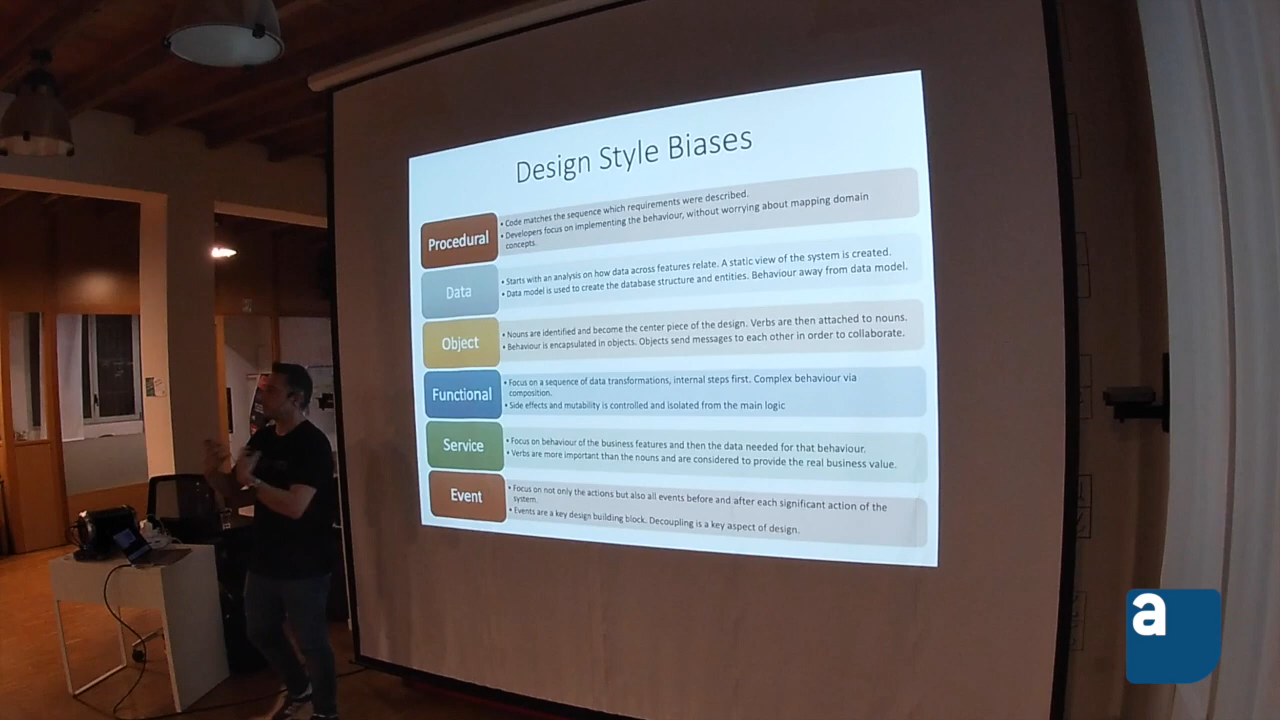 Design Style Biases
Procedural
• Code matches the sequence which requirements were described.
• Developers focus on implementing the behaviour, without worrying about mapping domain
concepts.
Data
• Starts with an analysis on how data across features relate. A static view of the system is created.
• Data model is used to create the database structure and entities. Behaviour away from data model.
Object
• Nouns are identified and become the center piece of the design. Verbs are then attached to nouns.
• Behaviour is encapsulated in objects. Objects send messages to each other in order to collaborate.
Functional
• Focus on a sequence of data transformations, internal steps first. Complex behaviour via
composition.
• Side effects and mutability is controlled and isolated from the main logic
Service
• Focus on behaviour of the business features and then the data needed for that behaviour.
• Verbs are more important than the nouns and are considered to provide the real business value.
Event
• Focus on not only the actions but also all events before and after each significant action of the
system.
• Events are a key design building block. Decoupling is a key aspect of design.
a